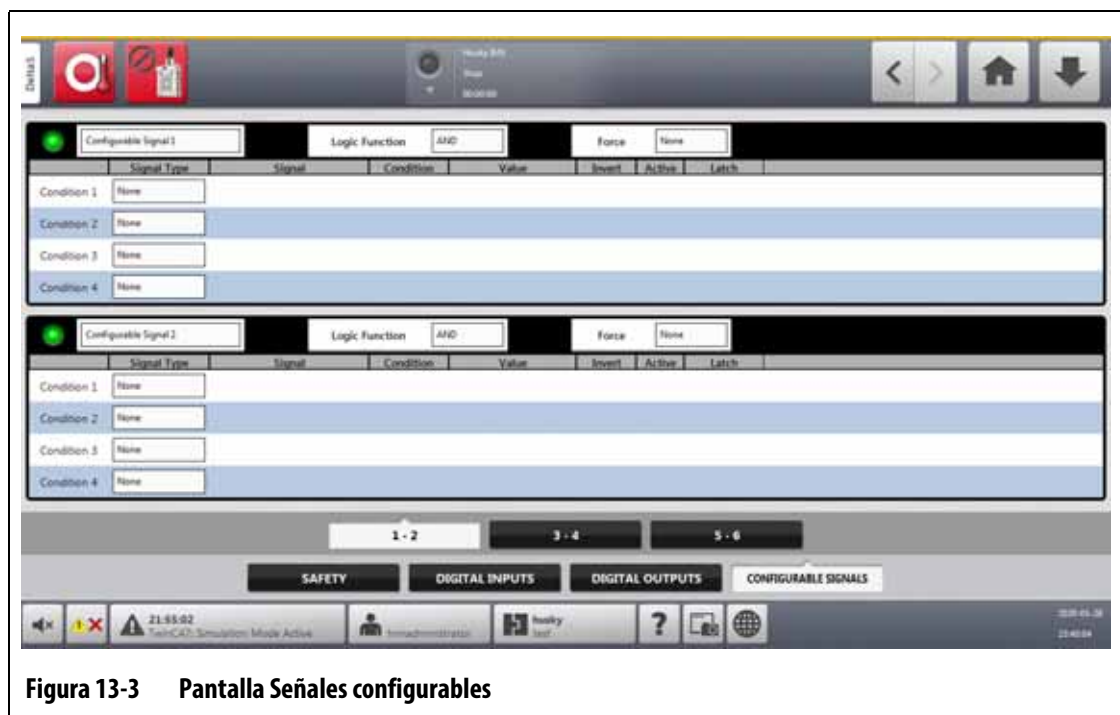 Delta5
Configurable Signal 1
Logic Function
AND
Force
None
Signal Type Signal Condition Value Invert Active Latch
Condition 1 None
Condition 2 None
Condition 3 None
Condition 4 None
Configurable Signal 2
Logic Function
AND
Force
None
Signal Type Signal Condition Value Invert Active Latch
Condition 1 None
Condition 2 None
Condition 3 None
Condition 4 None
1 - 2
3 - 4
5 - 6
SAFETY
DIGITAL INPUTS
DIGITAL OUTPUTS
CONFIGURABLE SIGNALS
21:55:02
TwinCAT: Simulation Mode Active
husky
test
?
Figura 13-3 Pantalla Señales configurables